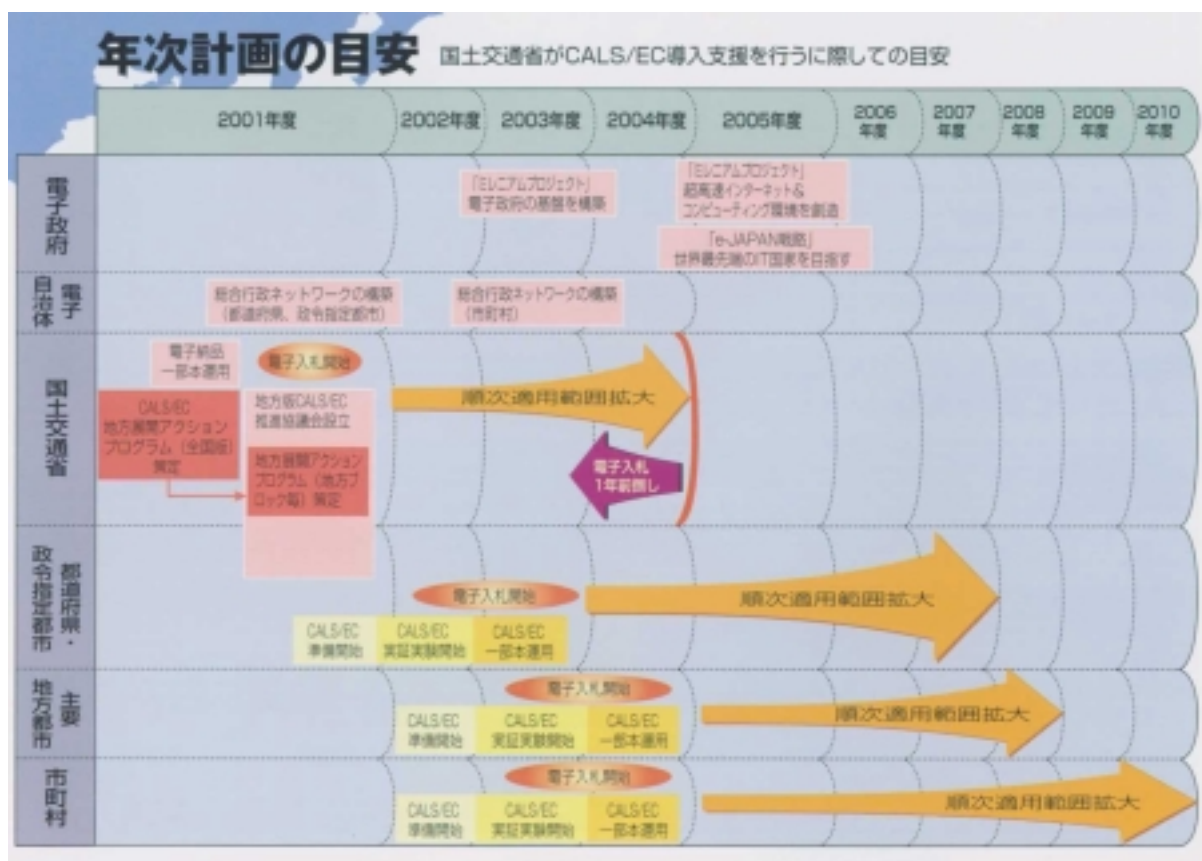 年次計画の目安
国土交通省がCALS/EC導入支援を行うに際しての目安
2001年度
2002年度
2003年度
2004年度
2005年度
2006
年度
2007
年度
2008
年度
2009
年度
2010
年度
電子政府
「ミレニアムプロジェクト」
電子政府の基盤を構築
「ミレニアムプロジェクト」
超高速インターネット&
コンピューティング環境を創造
「e-JAPAN戦略」
世界最先端のIT国家を目指す
電子
自治体
総合行政ネットワークの構築
(都道府県、政令指定都市)
総合行政ネットワークの構築
(市町村)
国土交通省
電子納品
一部本運用
電子入札開始
CALS/EC
地方展開アクション
プログラム(全国版)
策定
地方版CALS/EC
推進協議会設立
地方展開アクション
プログラム(地方ブ
ロック毎)策定
順次適用範囲拡大
電子入札
1年前倒し
都道府県・
政令指定都市
電子入札開始
CALS/EC
準備開始
CALS/EC
実証実験開始
CALS/EC
一部本運用
順次適用範囲拡大
主要
地方都市
電子入札開始
CALS/EC
準備開始
CALS/EC
実証実験開始
CALS/EC
一部本運用
順次適用範囲拡大
市町村
電子入札開始
CALS/EC
準備開始
CALS/EC
実証実験開始
CALS/EC
一部本運用
順次適用範囲拡大